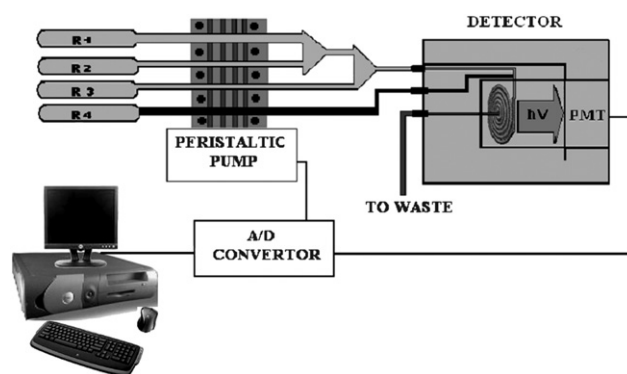 DETECTOR
R 1
R 2
R 3
R 4
hV
PMT
PERISTALTIC
PUMP
TO WASTE
A/D
CONVERTOR